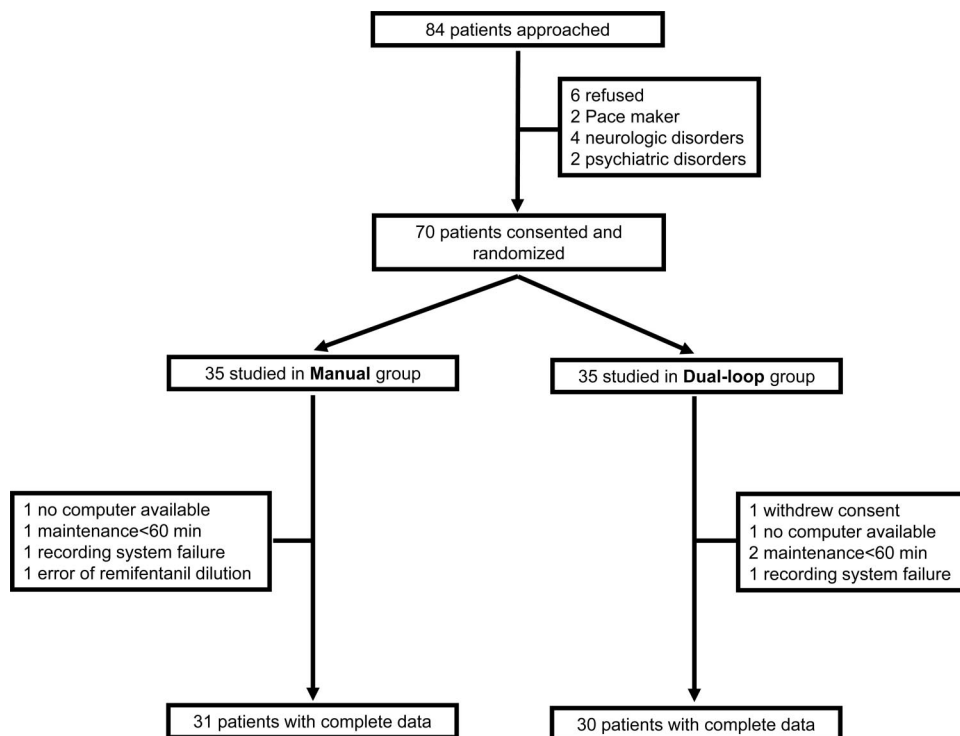 84 patients approached
6 refused
2 Pace maker
4 neurologic disorders
2 psychiatric disorders
70 patients consented and
randomized
35 studied in Manual group
35 studied in Dual-loop group
1 no computer available
1 maintenance<60 min
1 recording system failure
1 error of remifentanil dilution
1 withdrew consent
1 no computer available
2 maintenance<60 min
1 recording system failure
31 patients with complete data
30 patients with complete data